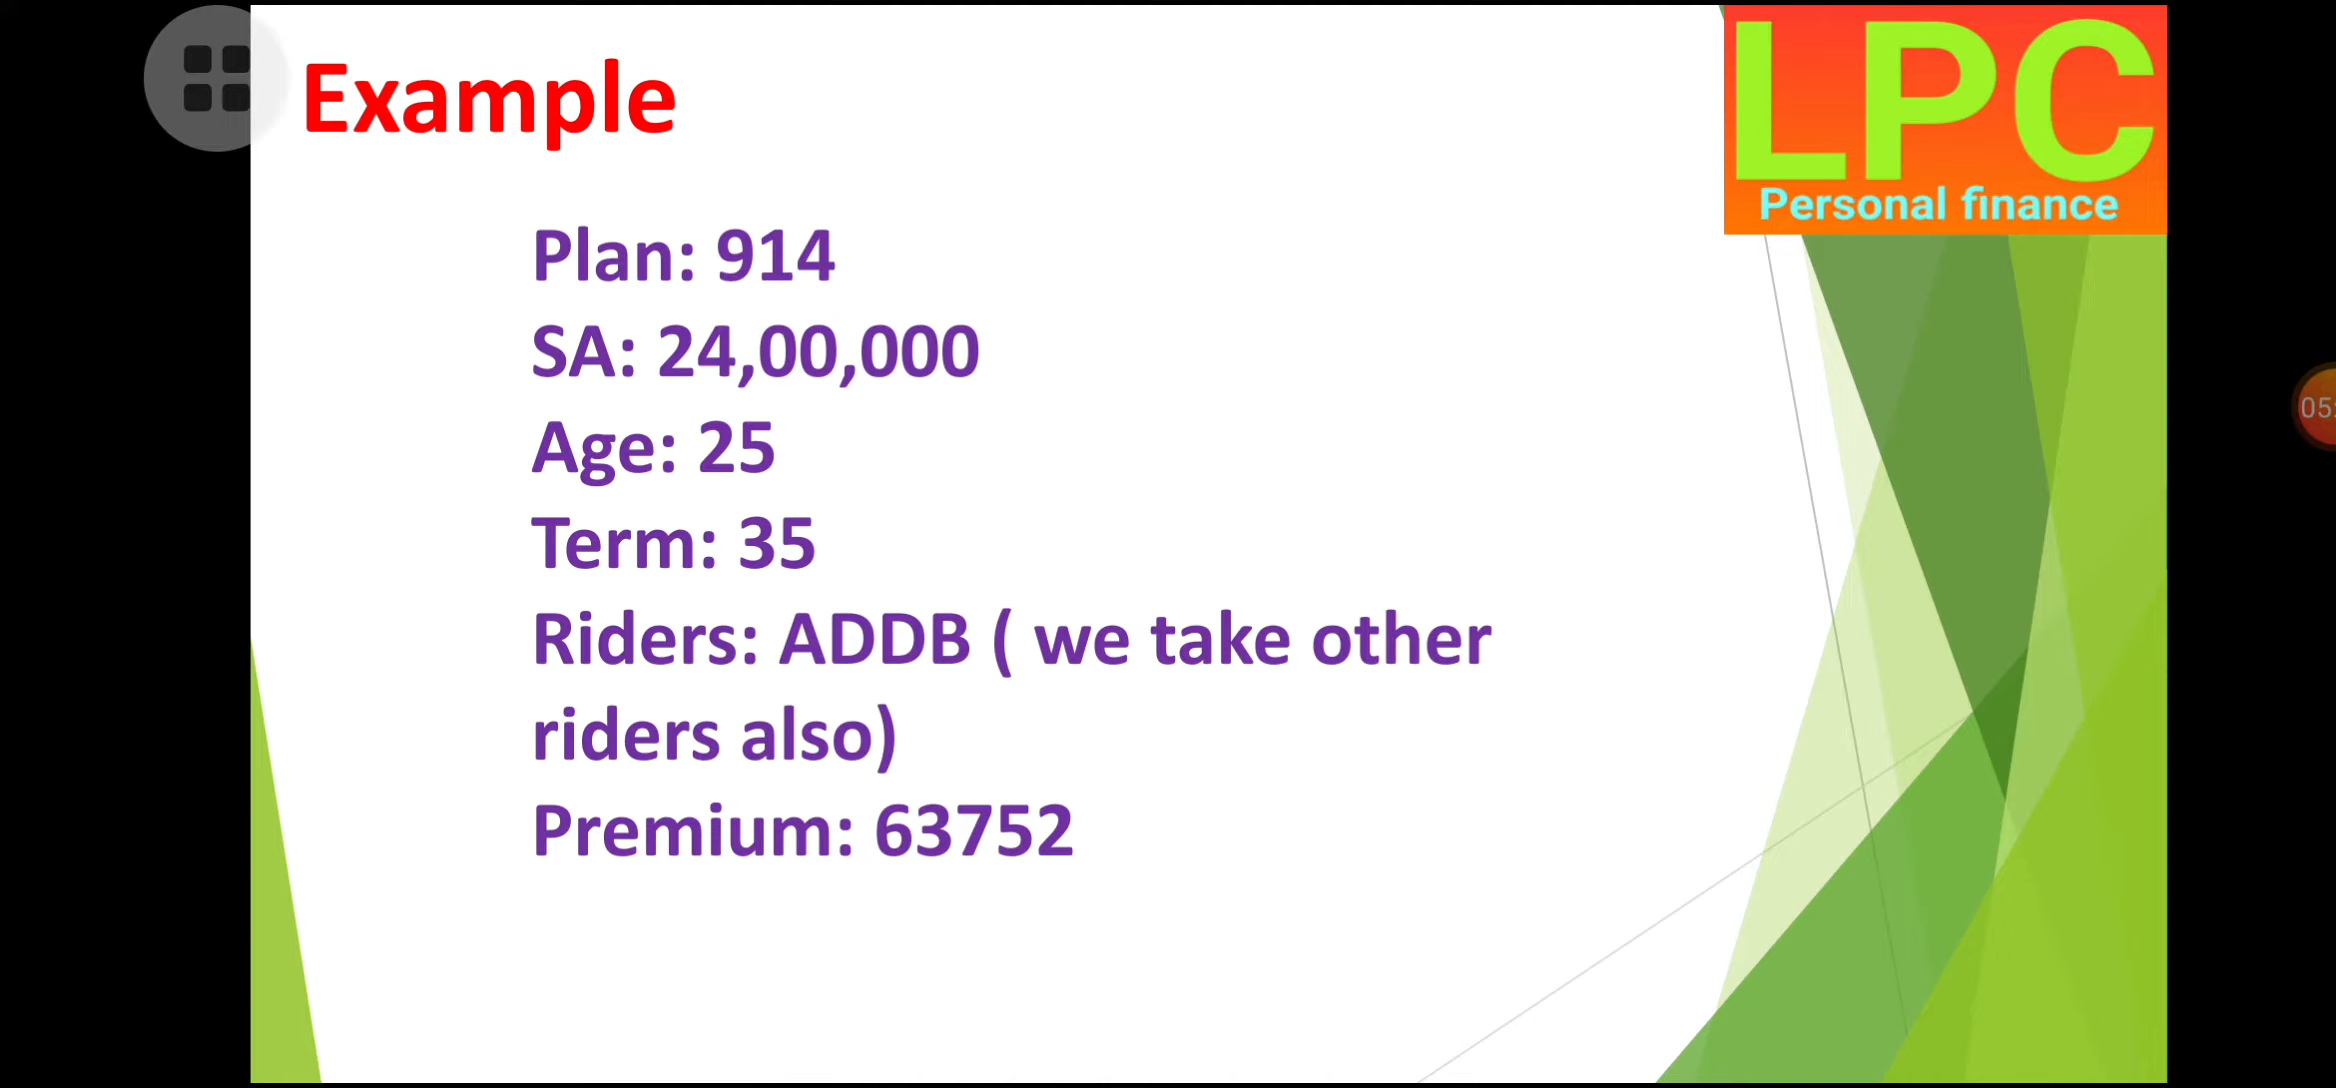 Example
LPC
Personal finance
Plan: 914
SA: 24,00,000
Age: 25
Term: 35
Riders: ADDB ( we take other
riders also)
Premium: 63752
05: